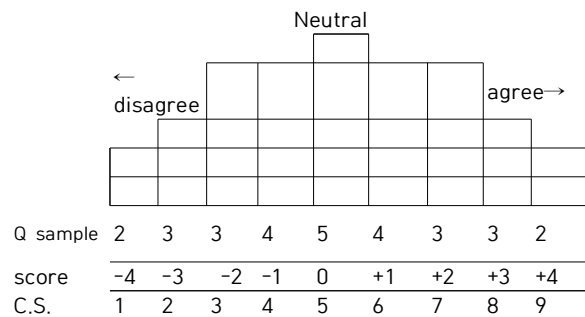 Neutral
←
disagree
agree→
Q sample 2 3 3 4 5 4 3 3 2
score −4 −3 −2 −1 0 +1 +2 +3 +4
C.S. 1 2 3 4 5 6 7 8 9